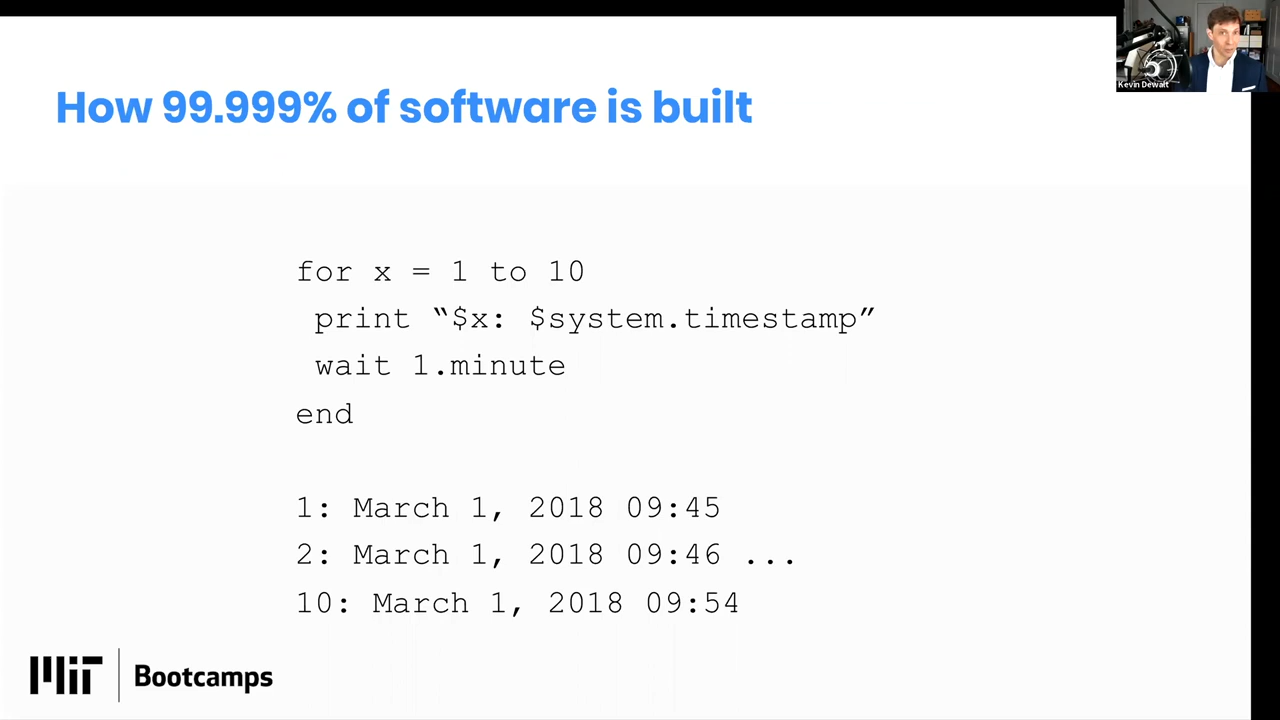 Kevin Dewalt
How 99.999% of software is built
for x = 1 to 10
print “$x: $system.timestamp”
wait 1.minute
end
1: March 1, 2018 09:45
2: March 1, 2018 09:46 ...
10: March 1, 2018 09:54
MIT Bootcamps